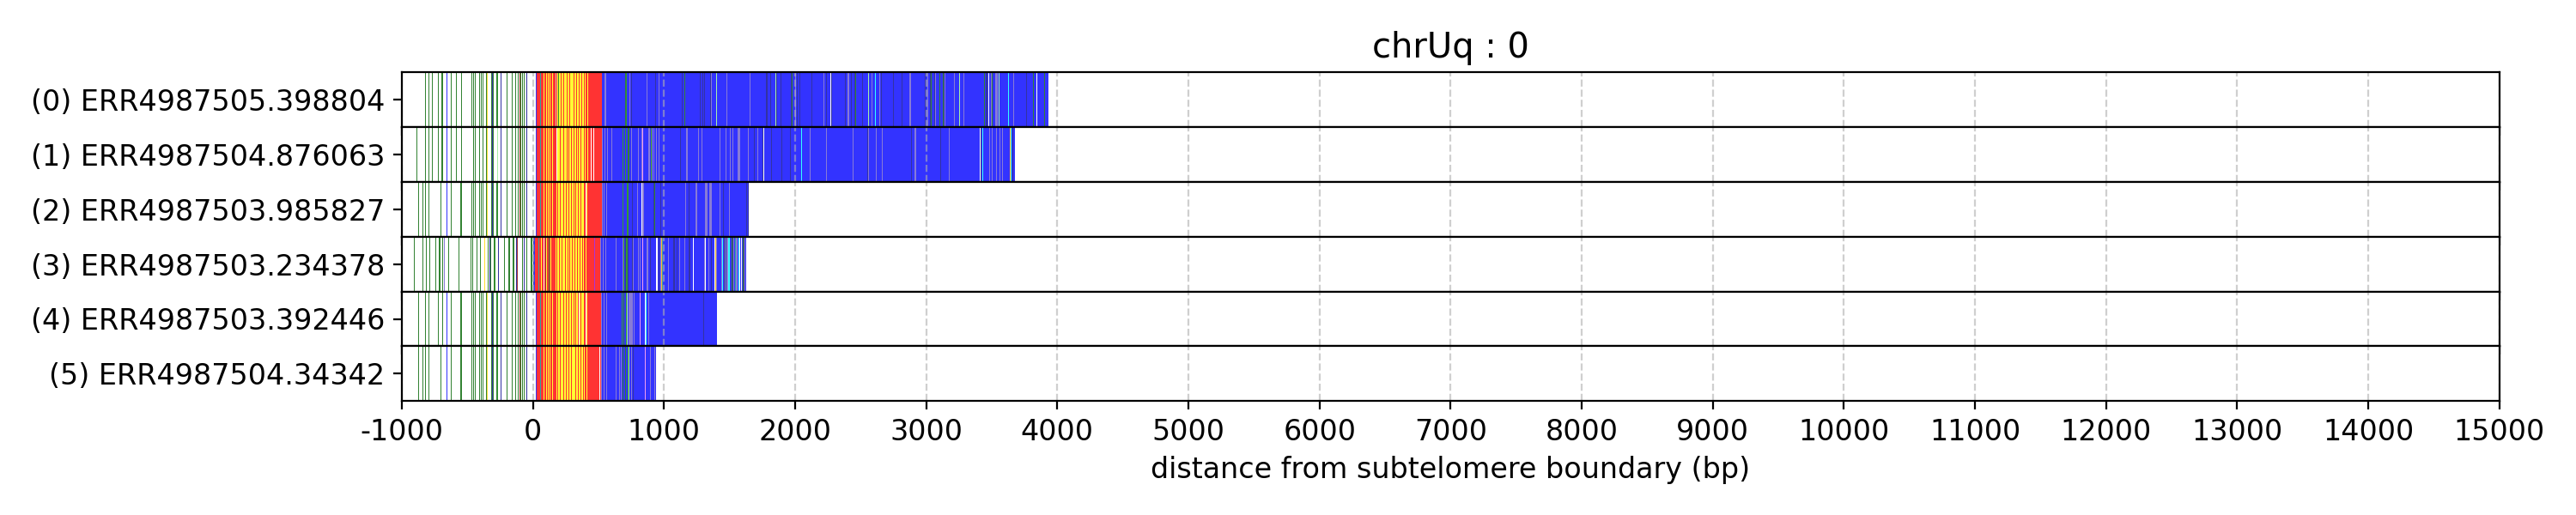 chrUq : 0
(0) ERR4987505.398804
(1) ERR4987504.876063
(2) ERR4987503.985827
(3) ERR4987503.234378
(4) ERR4987503.392446
(5) ERR4987504.34342
-1000 0 1000 2000 3000 4000 5000 6000 7000 8000 9000 10000 11000 12000 13000 14000 15000
distance from subtelomere boundary (bp)